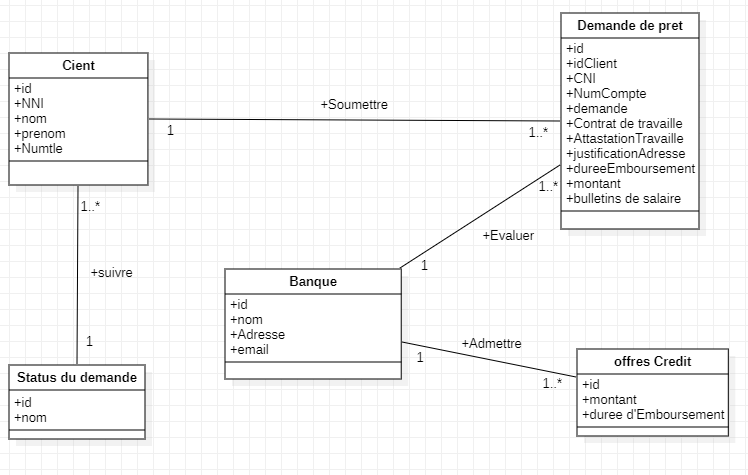 Cient
+id
+NNI
+nom
+prenom
+Numtle
+Soumettre
1
1..*
Demande de pret
+id
+idClient
+CNI
+NumCompte
+demande
+Contrat de travaille
+AttastationTravaille
+justificationAdresse
+dureeEmboursement
+montant
+bulletins de salaire
1..*
+suivre
1
1..*
+Evaluer
1
Banque
+id
+nom
+Adresse
+email
+Admettre
1
1..*
Status du demande
+id
+nom
offres Credit
+id
+montant
+duree d'Emboursement